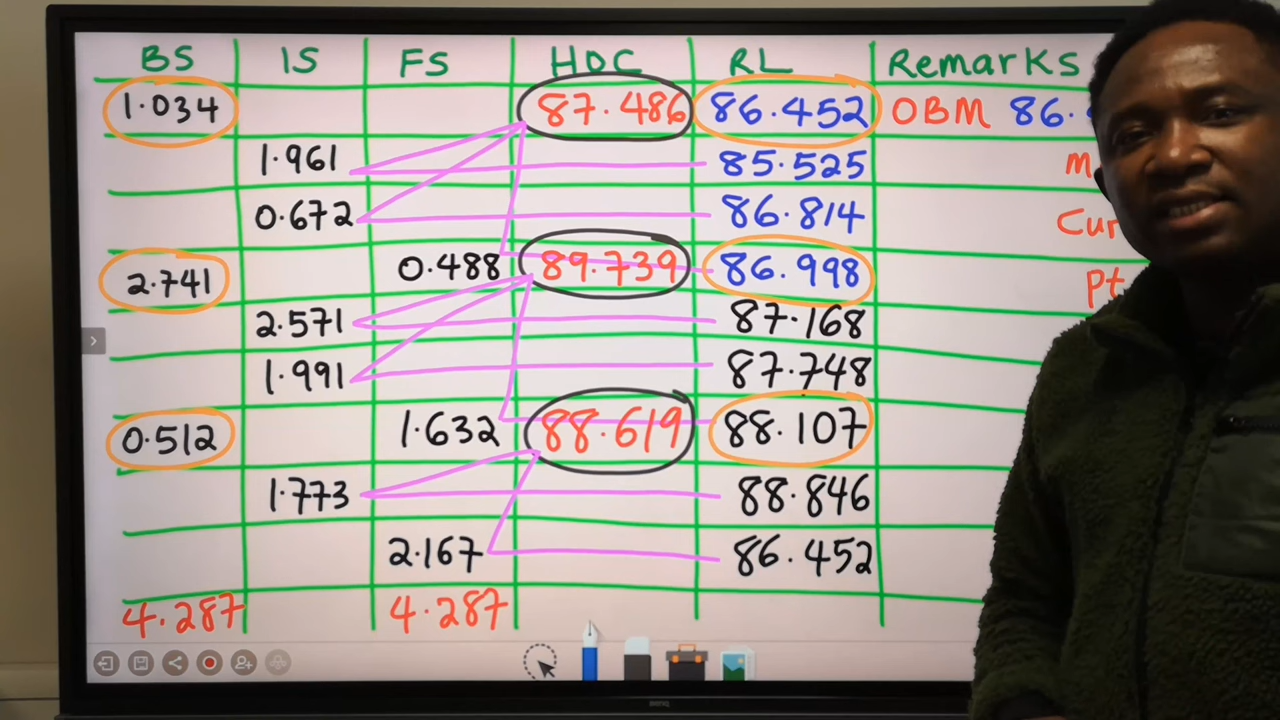 BS IS FS HOC RL Remarks
1.034 87.486 86.452 OBM 86.
1.961 85.525
0.672 86.814
2.741 0.488 89.739 86.998 Pt
2.571 87.168
1.991 87.748
0.512 1.632 88.619 88.107
1.773 88.846
2.167 86.452
4.287 4.287
BENQ